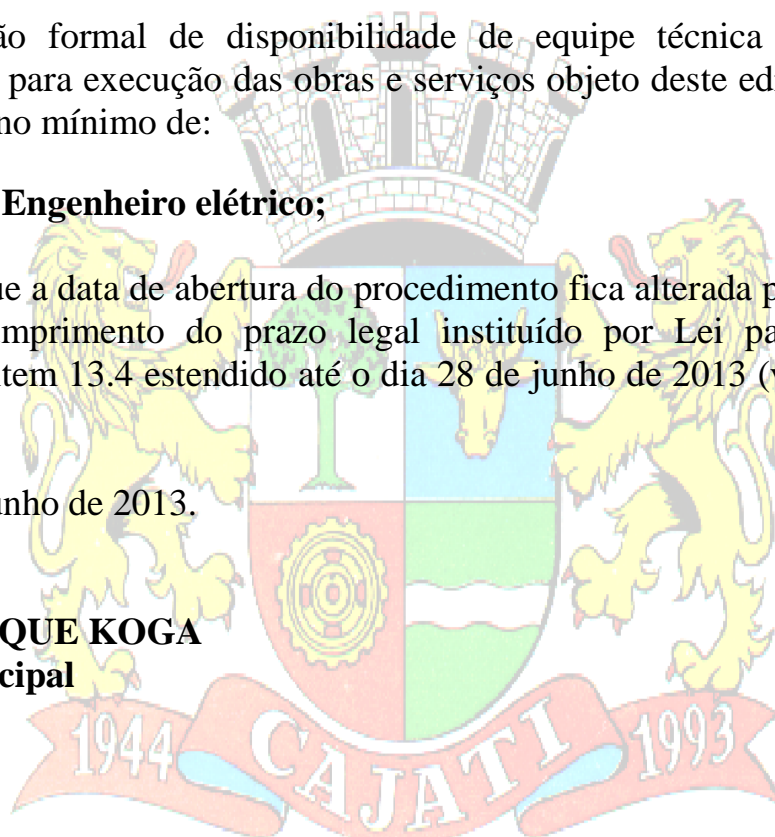 ão formal de disponibilidade de equipe técnica
para execução das obras e serviços objeto deste ed
no mínimo de:
Engenheiro elétrico;
ue a data de abertura do procedimento fica alterada p
mprimento do prazo legal instituído por Lei pa
tem 13.4 estendido até o dia 28 de junho de 2013 (v
unho de 2013.
QUE KOGA
cipal
1944 CAJATI 1993